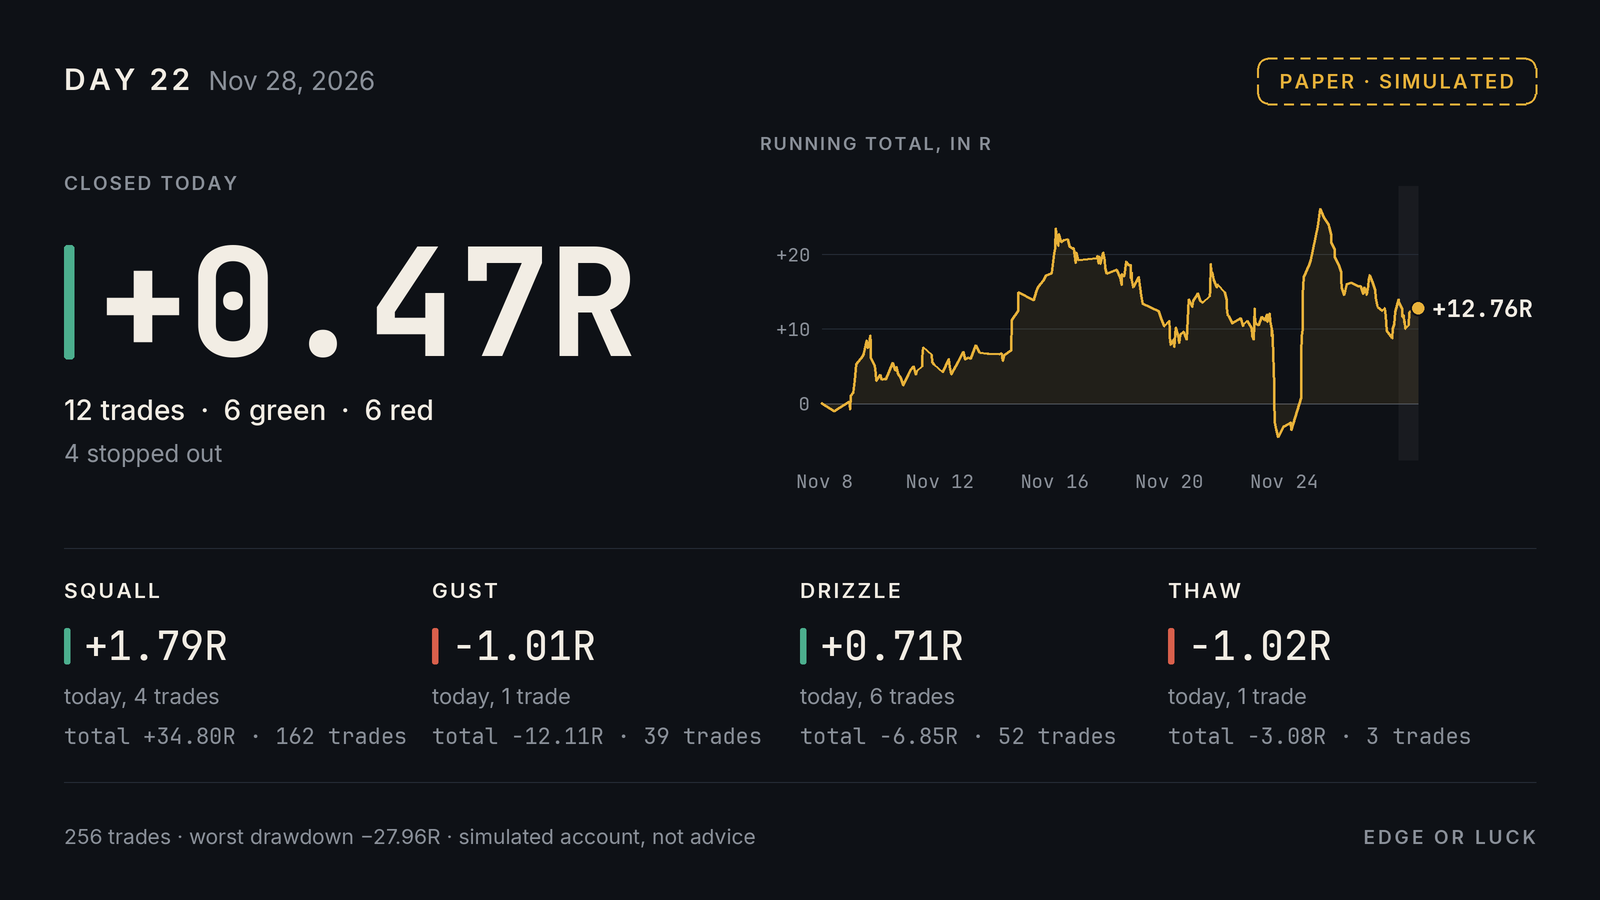 DAY 22 Nov 28, 2026
PAPER · SIMULATED
CLOSED TODAY
+0.47R
12 trades · 6 green · 6 red
4 stopped out
RUNNING TOTAL, IN R
+20
+10
0
+12.76R
Nov 8 Nov 12 Nov 16 Nov 20 Nov 24
SQUALL
+1.79R
today, 4 trades
total +34.80R · 162 trades
GUST
-1.01R
today, 1 trade
total -12.11R · 39 trades
DRIZZLE
+0.71R
today, 6 trades
total -6.85R · 52 trades
THAW
-1.02R
today, 1 trade
total -3.08R · 3 trades
256 trades · worst drawdown −27.96R · simulated account, not advice
EDGE OR LUCK